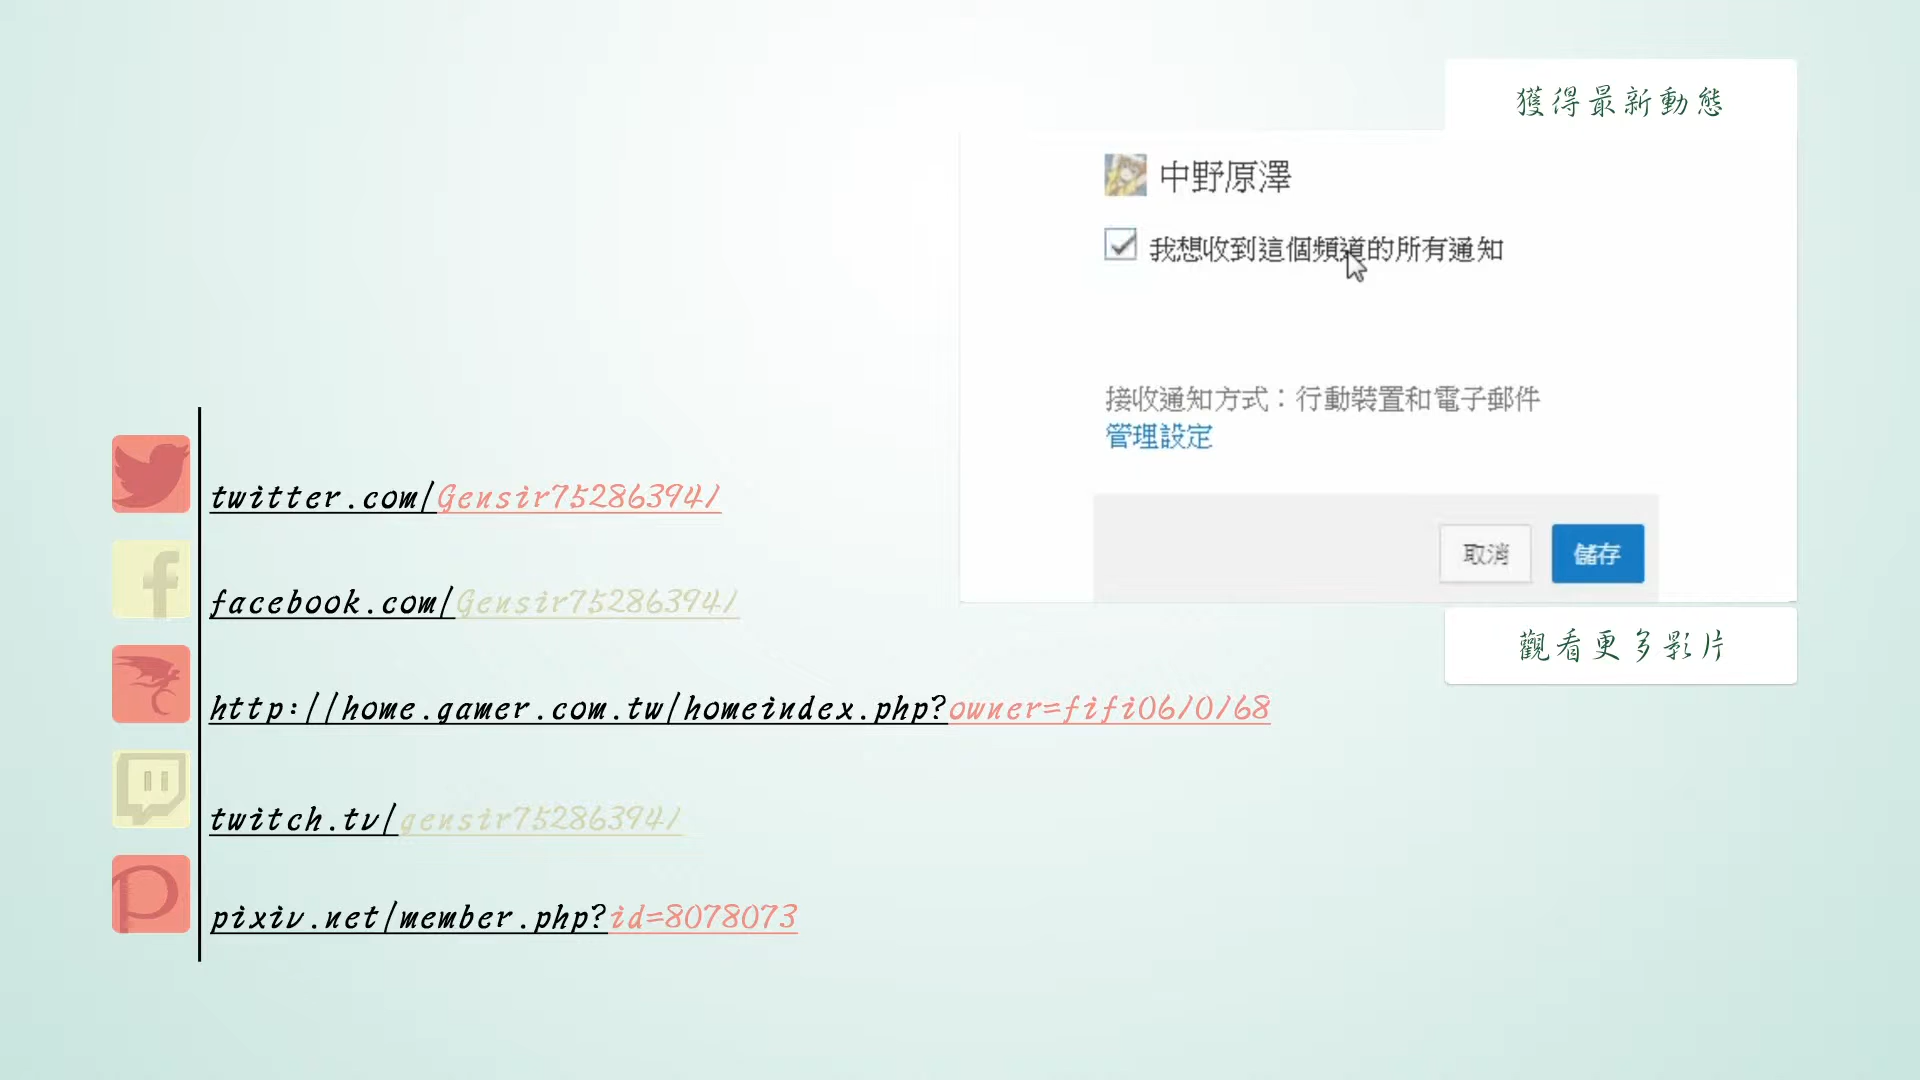 獲得最新動態
中野原澤
我想收到這個頻道的所有通知
接收通知方式：行動裝置和電子郵件
管理設定
取消
儲存
觀看更多影片
twitter.com/Gensir752863941
facebook.com/Gensir752863941
http://home.gamer.com.tw/homeindex.php?owner=fifi0610168
twitch.tv/gensir752863941
pixiv.net/member.php?id=8078073